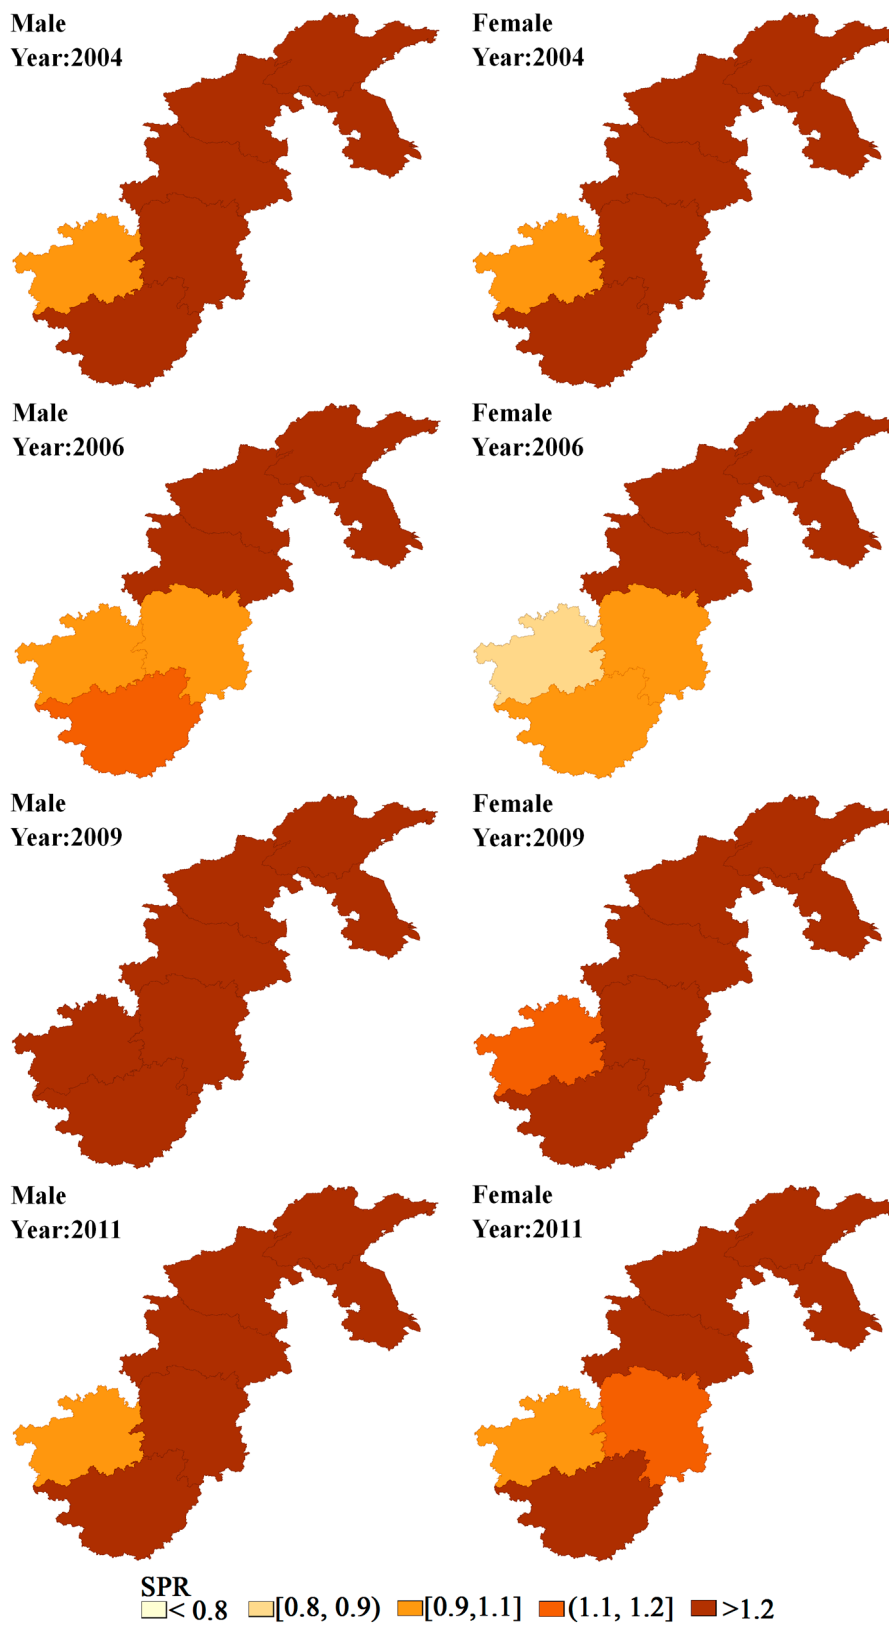 Male
Year:2004
Female
Year:2004
Male
Year:2006
Female
Year:2006
Male
Year:2009
Female
Year:2009
Male
Year:2011
Female
Year:2011
SPR
< 0.8
[0.8, 0.9)
[0.9,1.1]
(1.1, 1.2]
>1.2